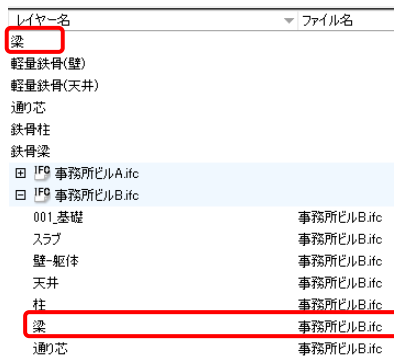 レイヤー名 ファイル名
梁
軽量鉄骨(壁)
軽量鉄骨(天井)
通り芯
鉄骨柱
鉄骨梁
IFC 事務所ビルA.ifc
IFC 事務所ビルB.ifc
001_基礎 事務所ビルB.ifc
スラブ 事務所ビルB.ifc
壁-躯体 事務所ビルB.ifc
天井 事務所ビルB.ifc
柱 事務所ビルB.ifc
梁 事務所ビルB.ifc
通り芯 事務所ビルB.ifc